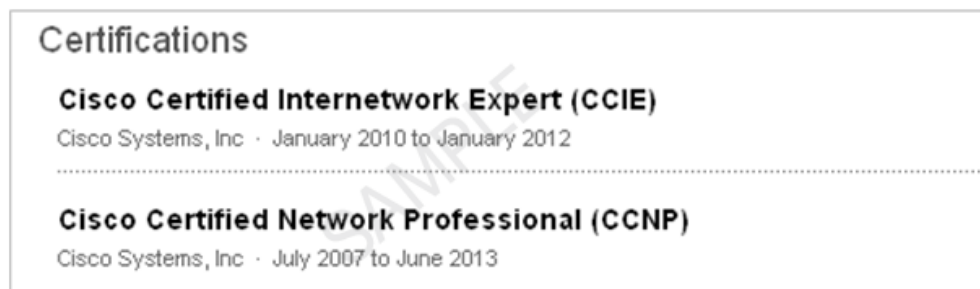 Certifications
Cisco Certified Internetwork Expert (CCIE)
Cisco Systems, Inc · January 2010 to January 2012
Cisco Certified Network Professional (CCNP)
Cisco Systems, Inc · July 2007 to June 2013
SAMPLE